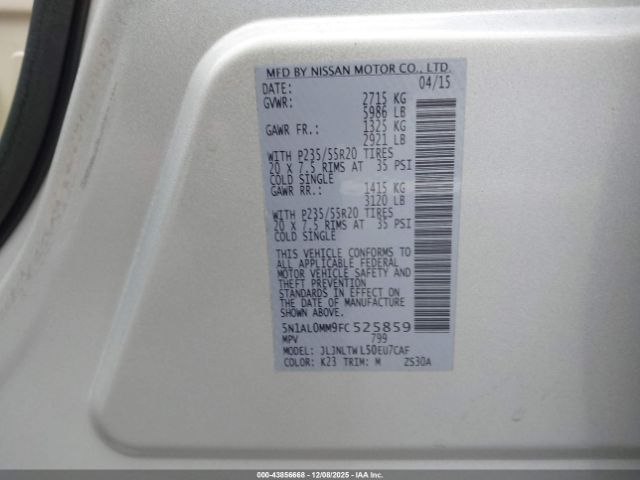 MFD BY NISSAN MOTOR CO., LTD.
DATE: 04/15
GVWR: 2715 KG
5986 LB
GAWR FR.: 1325 KG
2921 LB
WITH P235/55R20 TIRES
20 X 7.5 RIMS AT 35 PSI
COLD SINGLE
GAWR RR.: 1415 KG
3120 LB
WITH P235/55R20 TIRES
20 X 7.5 RIMS AT 35 PSI
COLD SINGLE
THIS VEHICLE CONFORMS TO
ALL APPLICABLE FEDERAL
MOTOR VEHICLE SAFETY AND
THEFT PREVENTION
STANDARDS IN EFFECT ON
THE DATE OF MANUFACTURE
SHOWN ABOVE.
5N1AL0MM9FC525859
MPV 799
MODEL: JLJNLTWL50EU7CAF
COLOR: K23 TRIM: M ZS30A
000-43856668 - 12/08/2025 - IAAI.COM